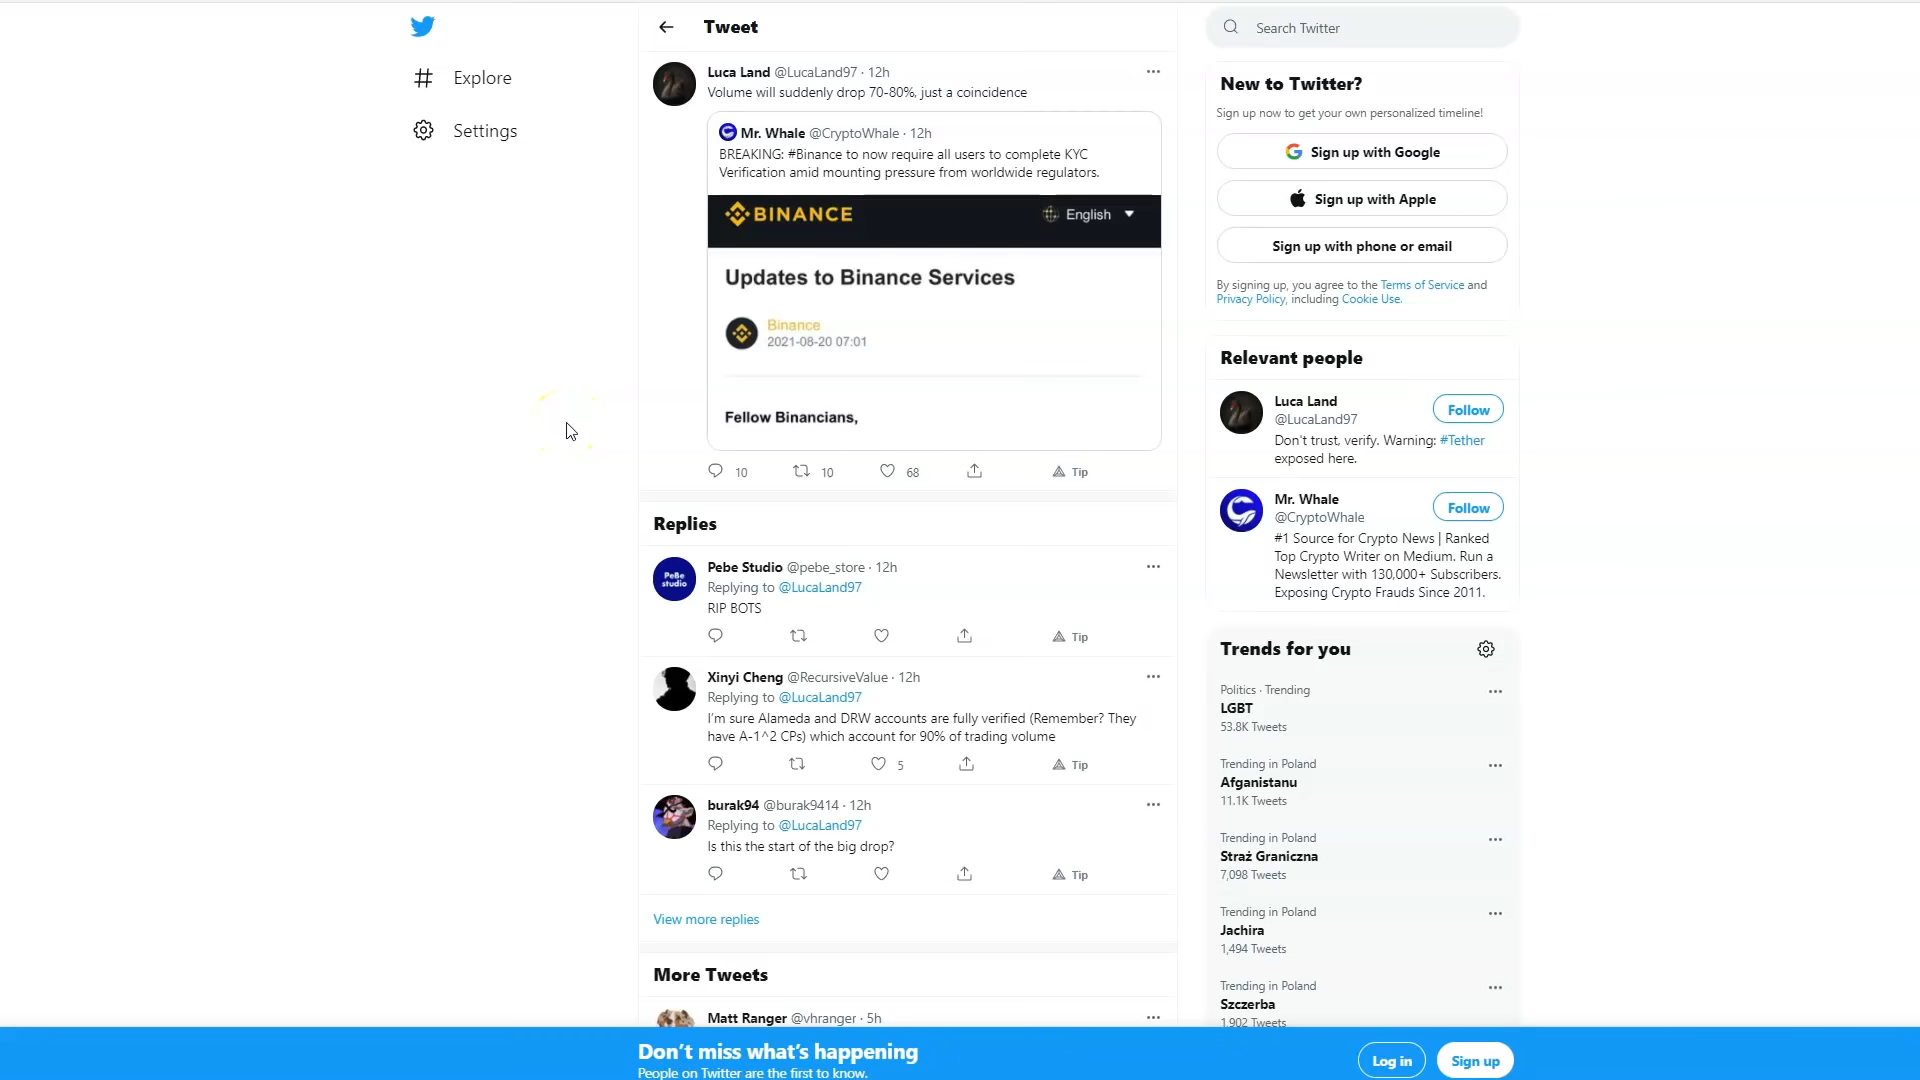 Explore
Settings
Tweet
Luca Land @LucaLand97 · 12h
Volume will suddenly drop 70-80%, just a coincidence
Mr. Whale @CryptoWhale · 12h
BREAKING: #Binance to now require all users to complete KYC
Verification amid mounting pressure from worldwide regulators.
BINANCE
English
Updates to Binance Services
Binance
2021-08-20 07:01
Fellow Binancians,
10 10 68 Tip
Replies
PeBe studio
Pebe Studio @pebe_store · 12h
Replying to @LucaLand97
RIP BOTS
Tip
Xinyi Cheng @RecursiveValue · 12h
Replying to @LucaLand97
I'm sure Alameda and DRW accounts are fully verified (Remember? They
have A-1^2 CPs) which account for 90% of trading volume
5 Tip
burak94 @burak9414 · 12h
Replying to @LucaLand97
Is this the start of the big drop?
Tip
View more replies
More Tweets
Matt Ranger @vhranger · 5h
Search Twitter
New to Twitter?
Sign up now to get your own personalized timeline!
Sign up with Google
Sign up with Apple
Sign up with phone or email
By signing up, you agree to the Terms of Service and
Privacy Policy, including Cookie Use.
Relevant people
Luca Land
@LucaLand97
Follow
Don't trust, verify. Warning: #Tether
exposed here.
Mr. Whale
@CryptoWhale
Follow
#1 Source for Crypto News | Ranked
Top Crypto Writer on Medium. Run a
Newsletter with 130,000+ Subscribers.
Exposing Crypto Frauds Since 2011.
Trends for you
Politics · Trending
LGBT
53.8K Tweets
Trending in Poland
Afganistanu
11.1K Tweets
Trending in Poland
Straż Graniczna
7,098 Tweets
Trending in Poland
Jachira
1,494 Tweets
Trending in Poland
Szczerba
1,902 Tweets
Don't miss what's happening
People on Twitter are the first to know.
Log in
Sign up